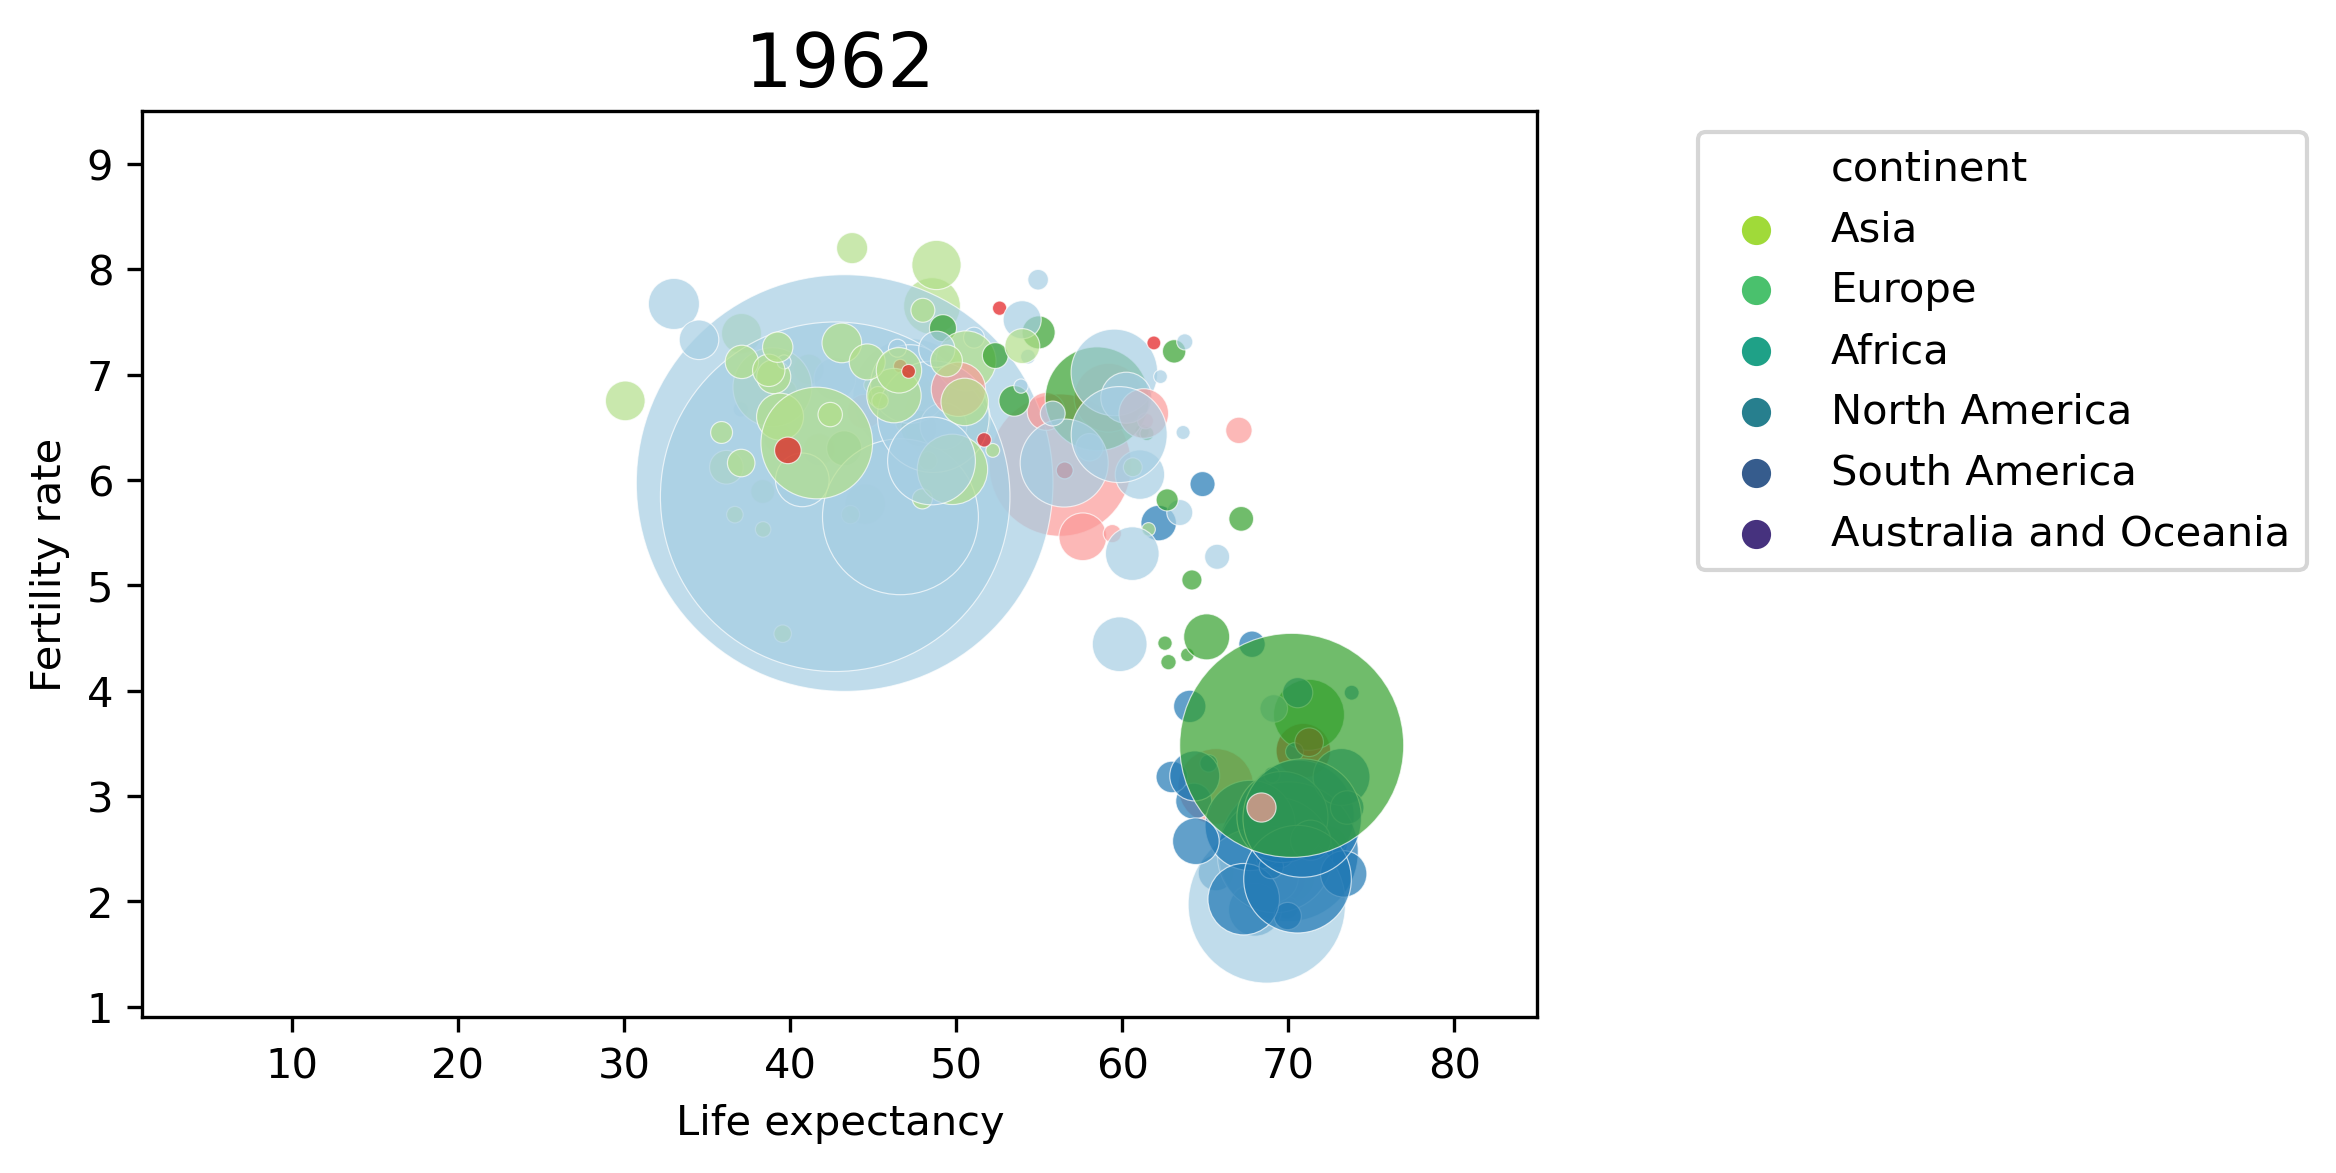 1962
9
8
7
6
5
4
3
2
1
Fertility rate
10 20 30 40 50 60 70 80
Life expectancy
continent
Asia
Europe
Africa
North America
South America
Australia and Oceania